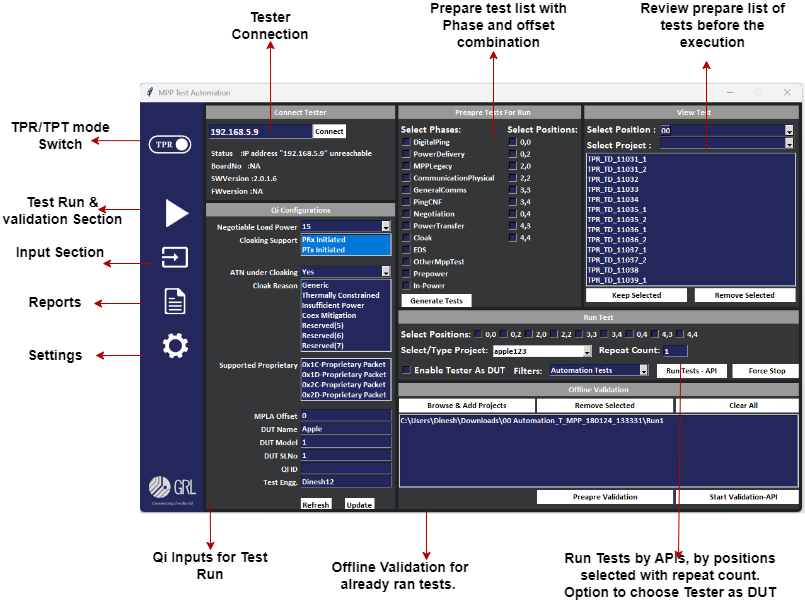 Tester
Connection
Prepare test list with
Phase and offset
combination
Review prepare list of
tests before the
execution
TPR/TPT mode
Switch
Test Run &
validation Section
Input Section
Reports
Settings
MPP Test Automation
TPR
GRL
Connecting the World
Connect Tester
192.168.5.9
Connect
Status :IP address "192.168.5.9" unreachable
BoardNo :NA
SWVersion :2.0.1.6
FWversion :NA
Qi Configurations
Negotiable Load Power 15
Cloaking Support PRx Initiated
PTx Initiated
ATN under Cloaking Yes
Cloak Reason Generic
Thermally Constrained
Insufficient Power
Coex Mitigation
Reserved(5)
Reserved(6)
Reserved(7)
Supported Proprietary 0x1C-Proprietary Packet
0x1D-Proprietary Packet
0x2C-Proprietary Packet
0x2D-Proprietary Packet
MPLA Offset 0
DUT Name Apple
DUT Model 1
DUT SLNo 1
QI ID
Test Engg. Dinesh12
Refresh Update
Preapre Tests For Run
Select Phases: Select Positions:
DigitalPing 0,0
PowerDelivery 0,2
MPPLegacy 2,0
CommunicationPhysical 2,2
GeneralComms 3,3
PingCNF 3,4
Negotiation 0,4
PowerTransfer 4,3
Cloak 4,4
EDS
OtherMppTest
Prepower
In-Power
Generate Tests
View Test
Select Position : 00
Select Project :
TPR_TD_11031_1
TPR_TD_11031_2
TPR_TD_11032
TPR_TD_11033
TPR_TD_11034
TPR_TD_11035_1
TPR_TD_11035_2
TPR_TD_11036_1
TPR_TD_11036_2
TPR_TD_11037_1
TPR_TD_11037_2
TPR_TD_11038
TPR_TD_11039_1
Keep Selected Remove Selected
Run Test
Select Positions: 0,0 0,2 2,0 2,2 3,3 3,4 0,4 4,3 4,4
Select/Type Project: apple123 Repeat Count: 1
Enable Tester As DUT Filters: Automation Tests Run Tests - API Force Stop
Offline Validation
Browse & Add Projects Remove Selected Clear All
C:\Users\Dinesh\Downloads\00 Automation_T_MPP_180124_133331\Run1
Preapre Validation Start Validation-API
Qi Inputs for Test
Run
Offline Validation for
already ran tests.
Run Tests by APIs, by positions
selected with repeat count.
Option to choose Tester as DUT